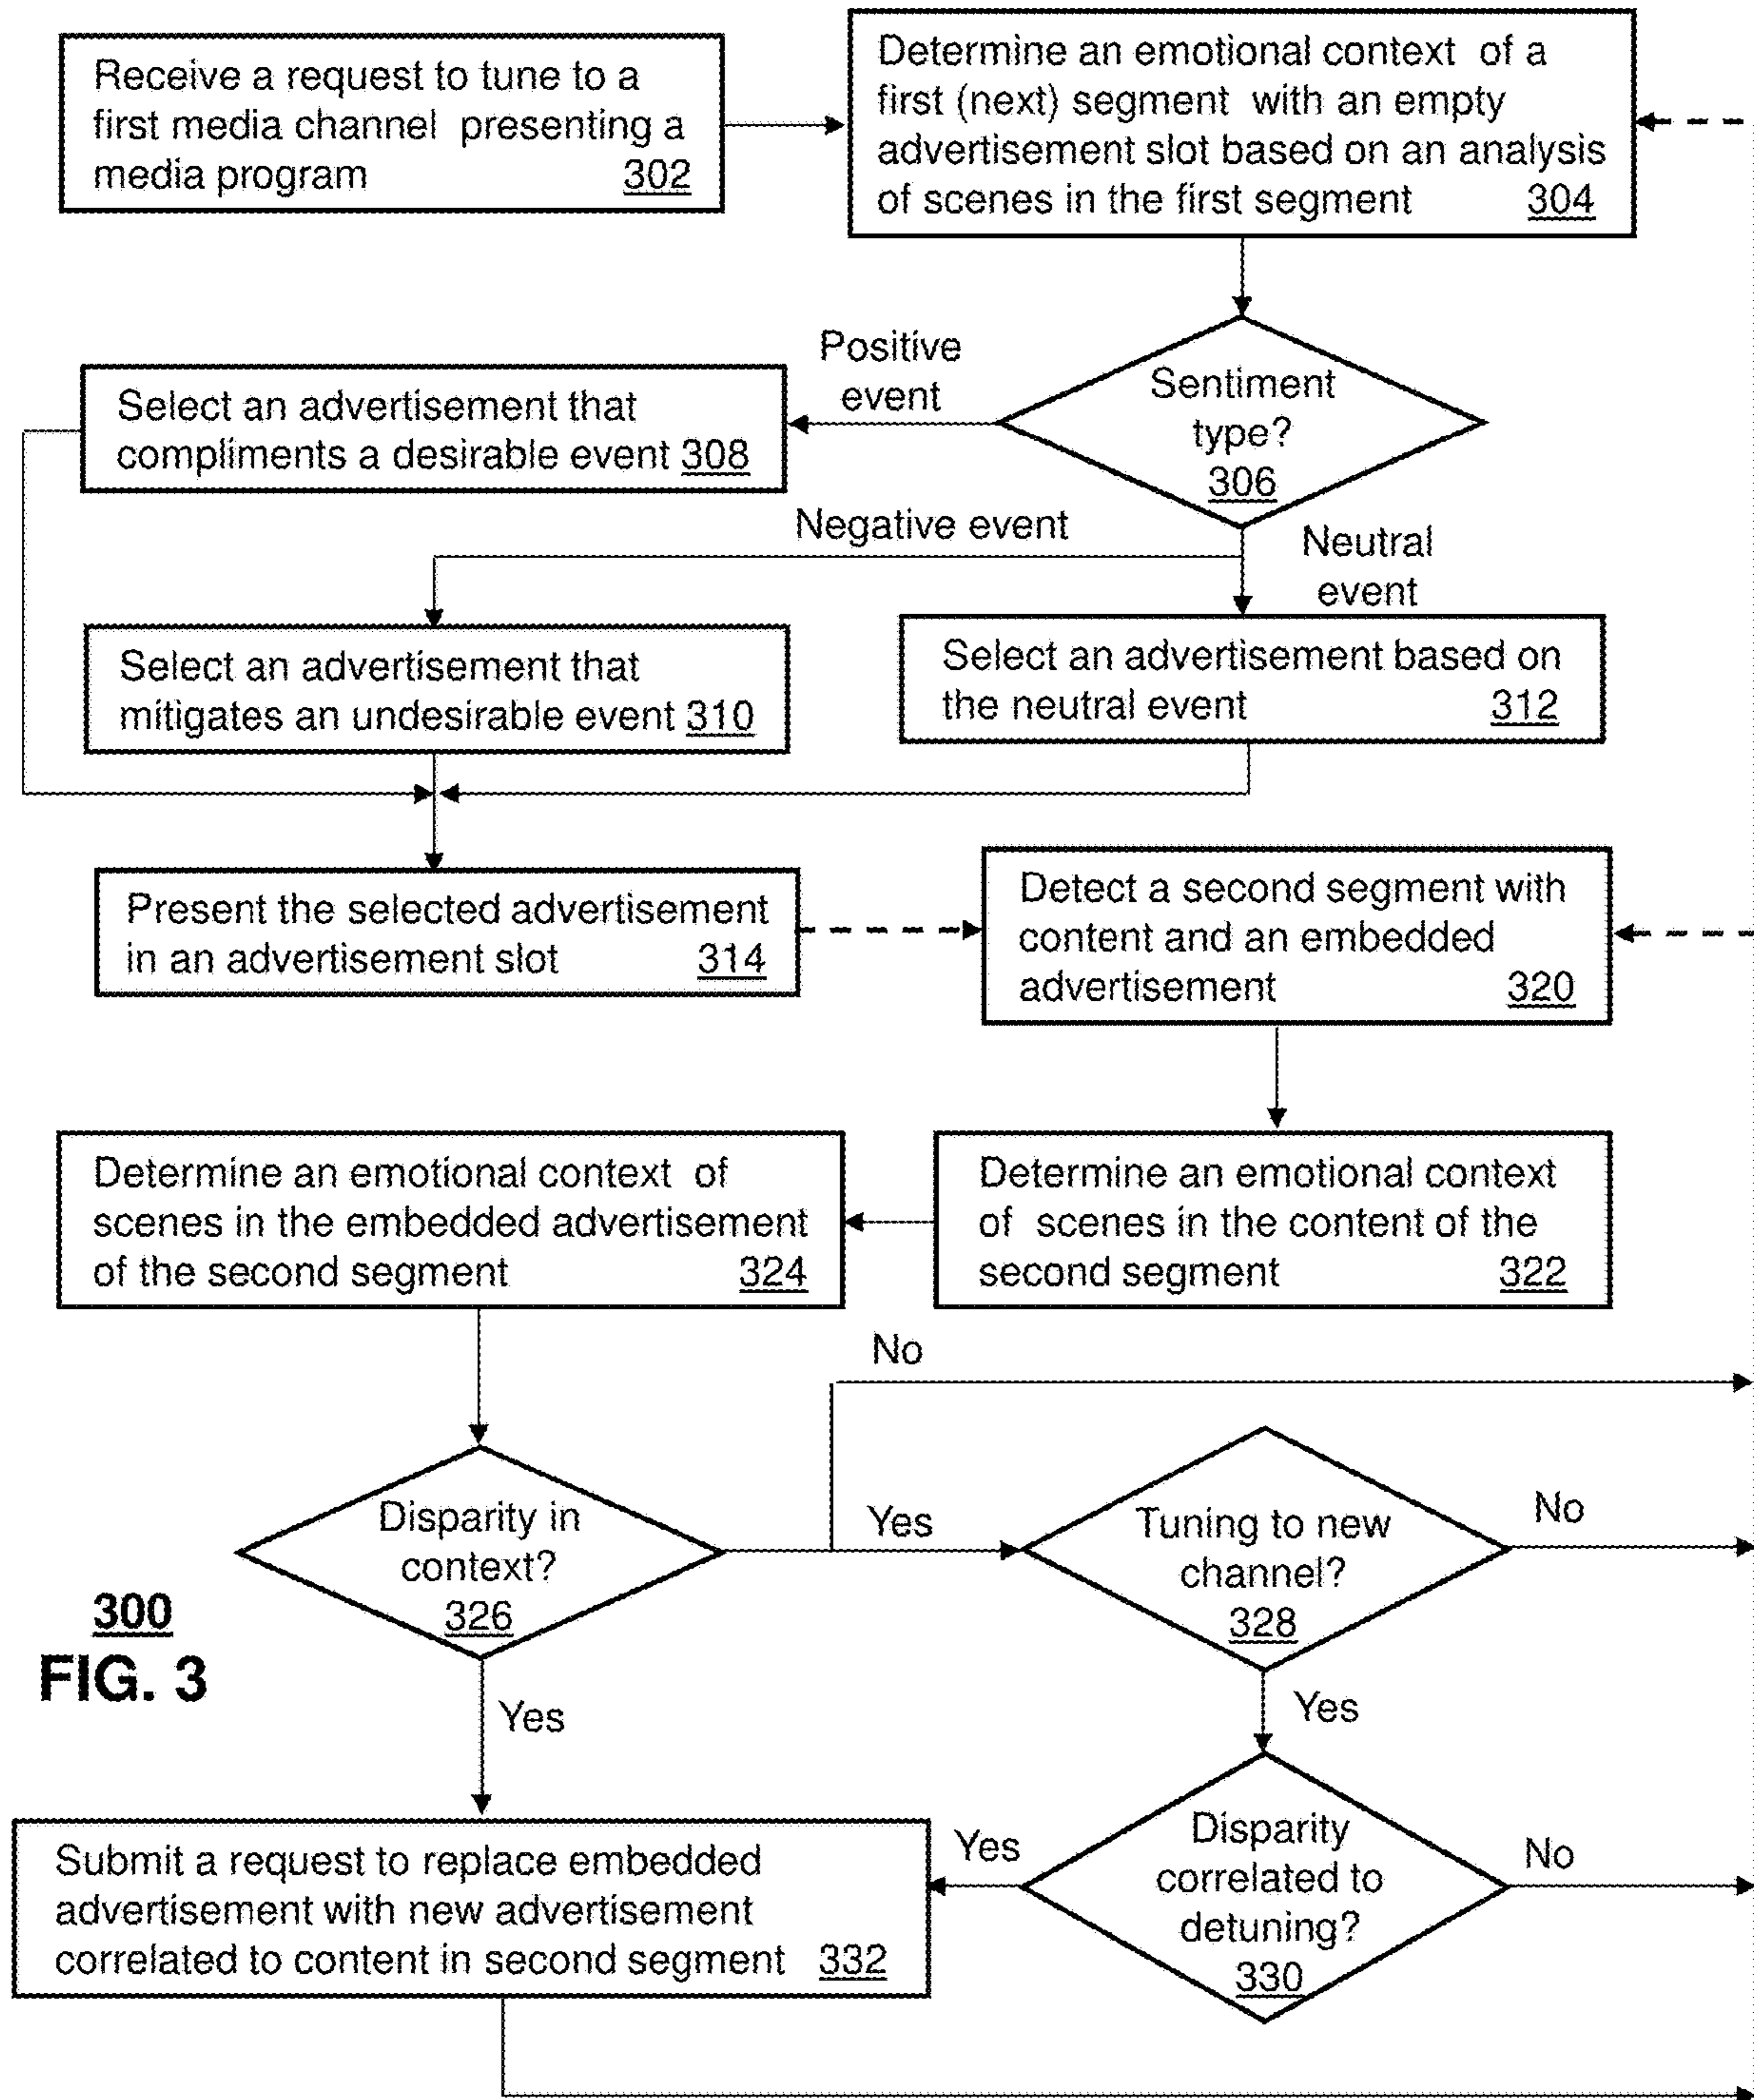 Receive a request to tune to a
first media channel presenting a
media program 302
Determine an emotional context of a
first (next) segment with an empty
advertisement slot based on an analysis
of scenes in the first segment 304
Sentiment
type?
306
Positive
event
Select an advertisement that
compliments a desirable event 308
Negative event
Neutral
event
Select an advertisement that
mitigates an undesirable event 310
Select an advertisement based on
the neutral event 312
Present the selected advertisement
in an advertisement slot 314
Detect a second segment with
content and an embedded
advertisement 320
Determine an emotional context
of scenes in the content of the
second segment 322
Determine an emotional context of
scenes in the embedded advertisement
of the second segment 324
No
Disparity in
context?
326
Yes
Tuning to new
channel?
328
No
300
FIG. 3
Yes
Yes
Disparity
correlated to
detuning?
330
Yes
No
Submit a request to replace embedded
advertisement with new advertisement
correlated to content in second segment 332